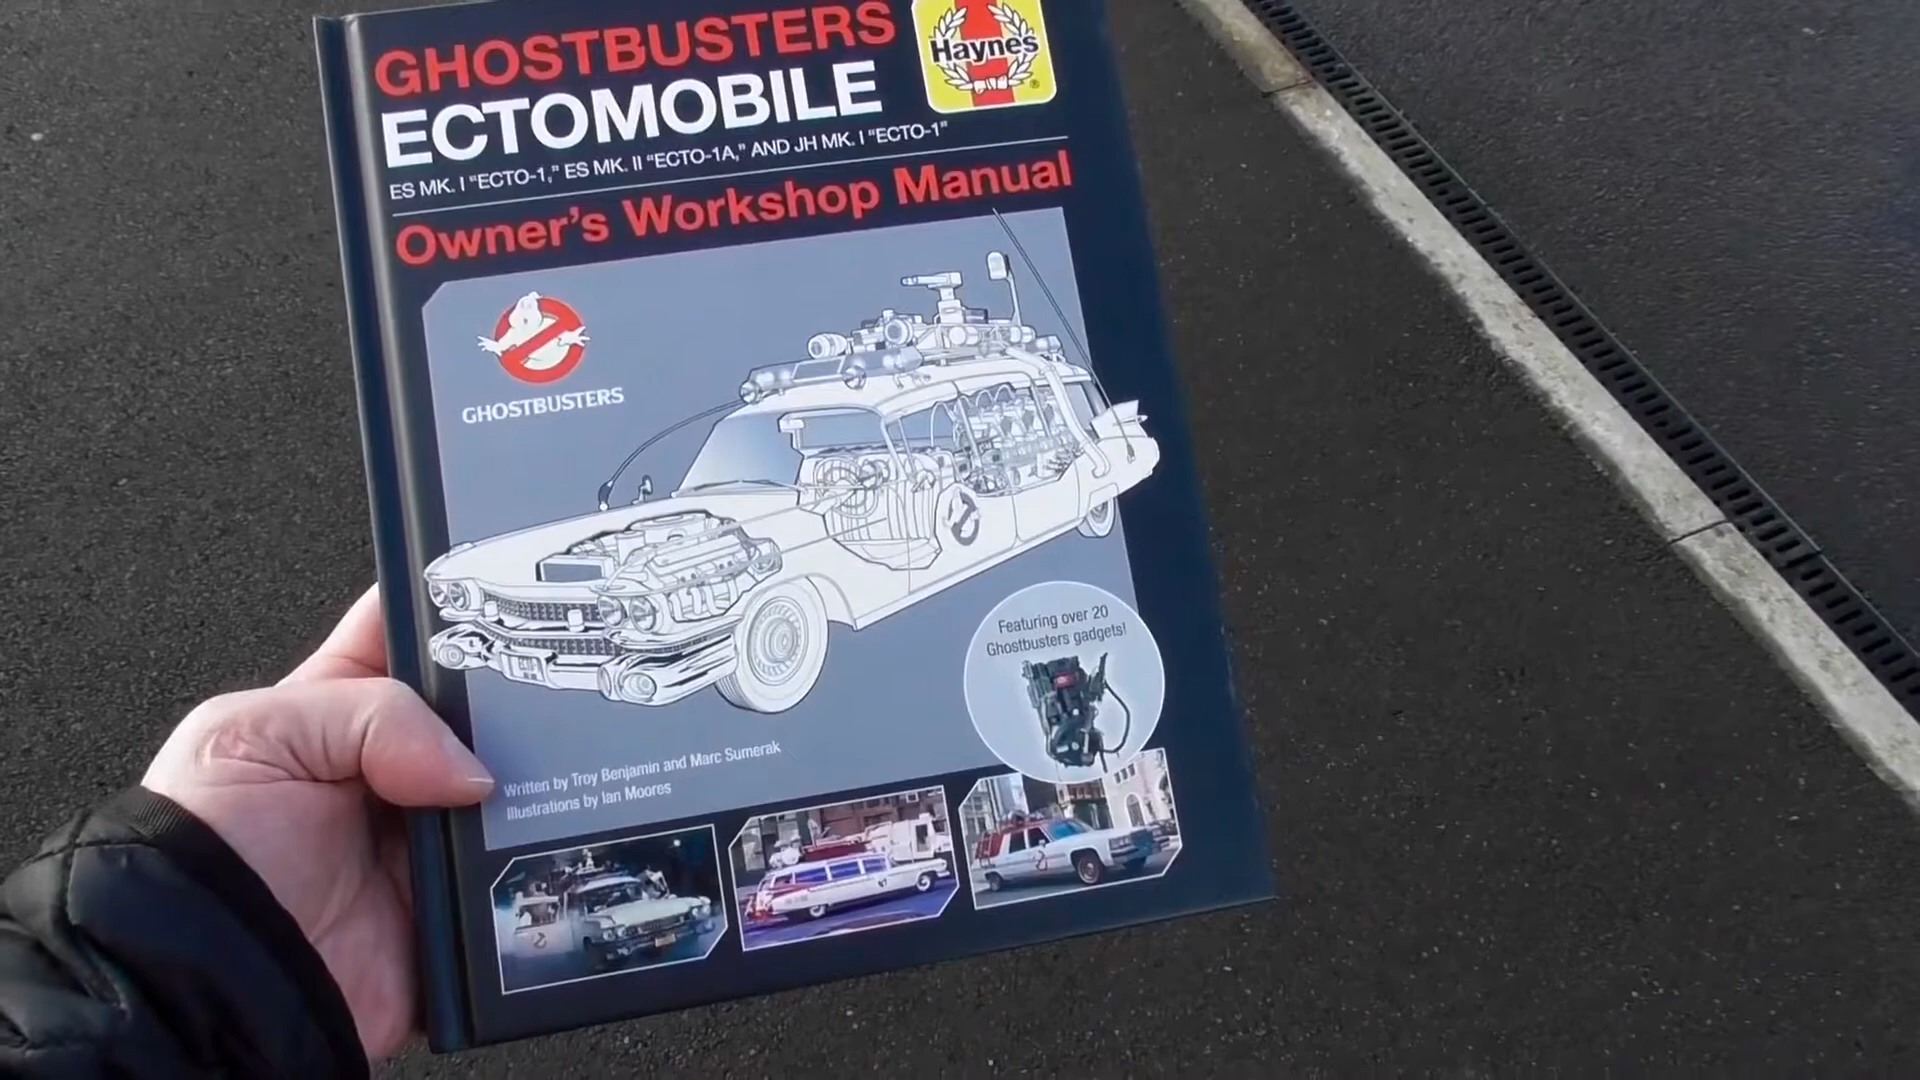 GHOSTBUSTERS
Haynes
ECTOMOBILE
ES MK. I "ECTO-1," ES MK. II "ECTO-1A," AND JH MK. I "ECTO-1"
Owner's Workshop Manual
GHOSTBUSTERS
Featuring over 20
Ghostbusters gadgets!
Written by Troy Benjamin and Marc Sumerak
Illustrations by Ian Moores